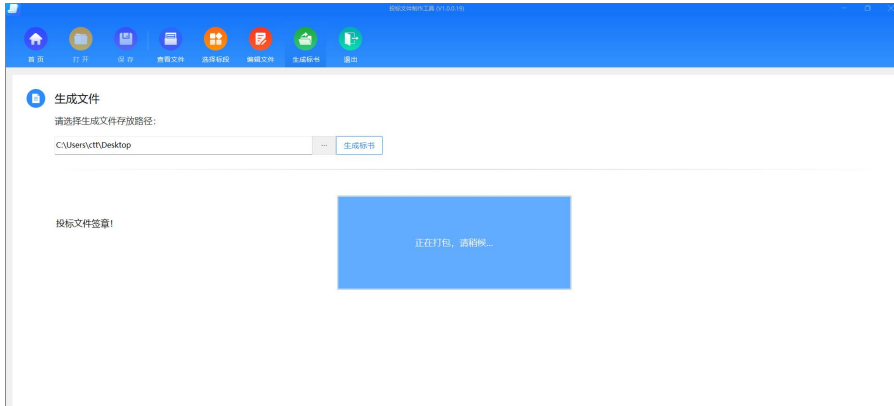 投标文件制作工具 (V1.0.0.19)
首 页 打 开 保 存 查看文件 选择标段 编辑文件 生成标书 退出
生成文件
请选择生成文件存放路径:
C:\Users\ctt\Desktop ... 生成标书
投标文件签章!
正在打包，请稍候...